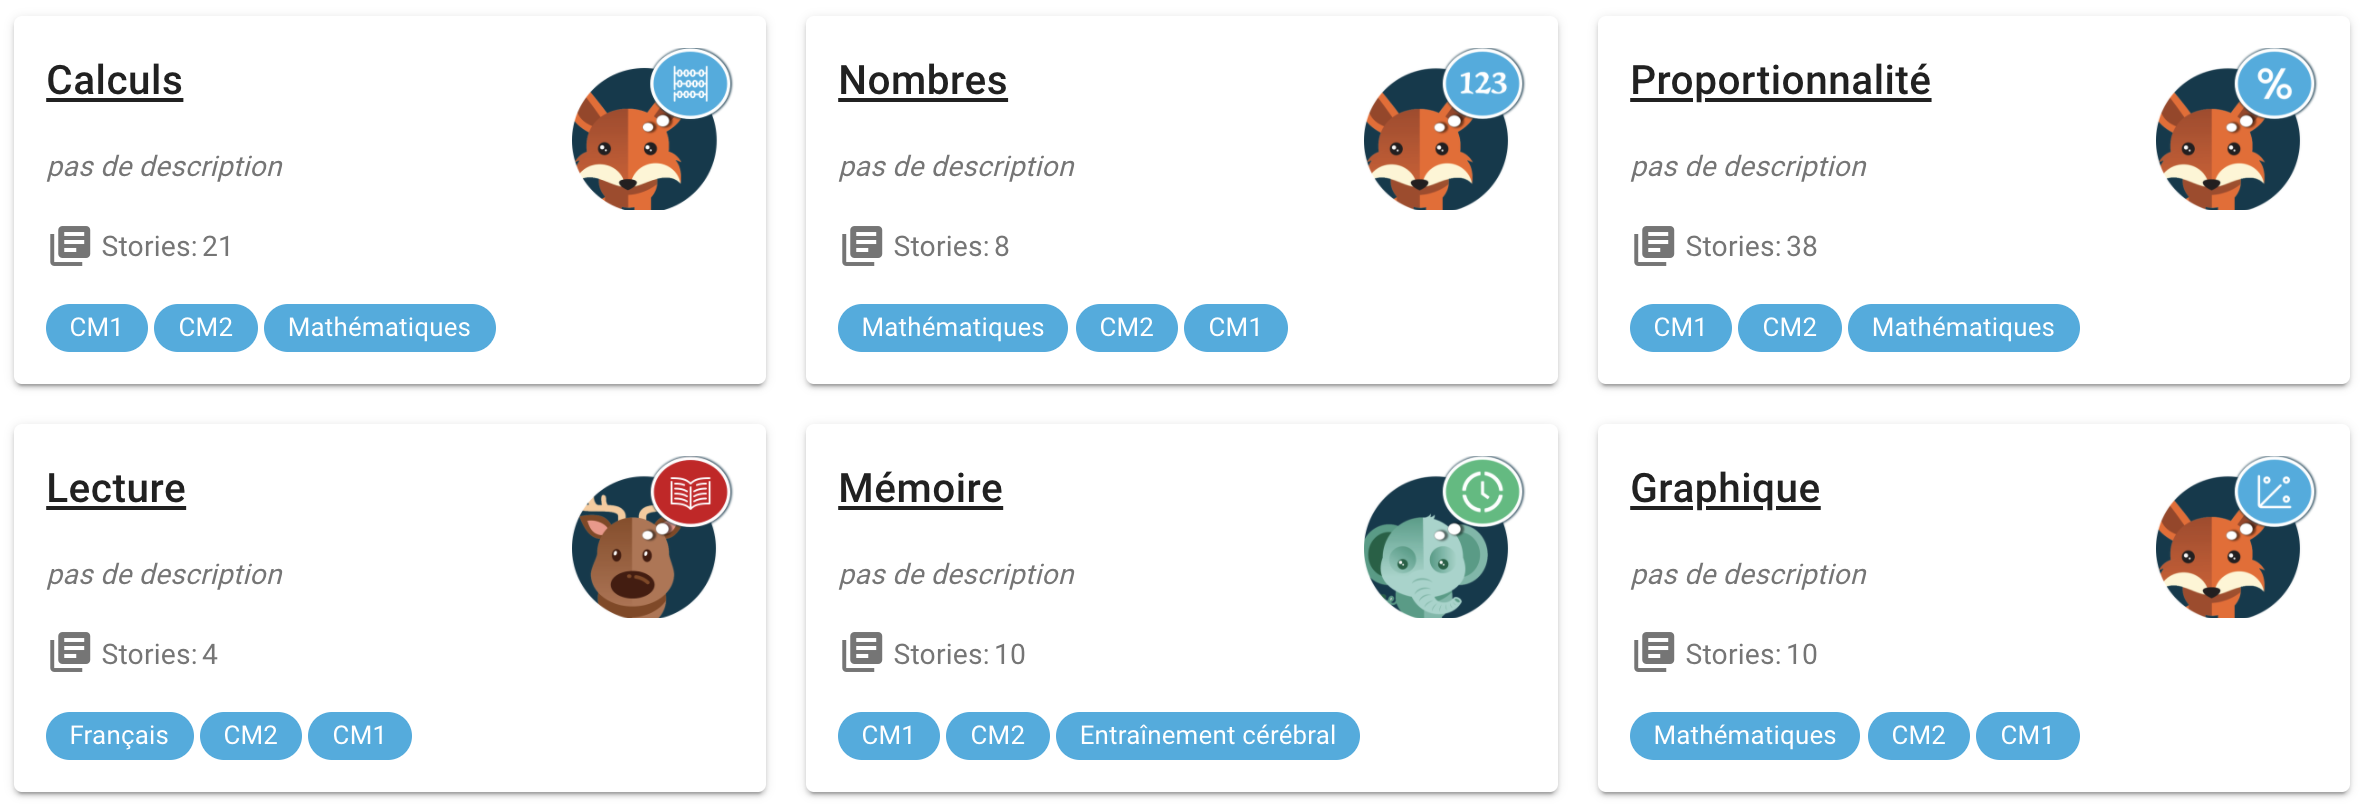 Calculs
pas de description
Stories: 21
CM1 CM2 Mathématiques
Nombres
123
pas de description
Stories: 8
Mathématiques CM2 CM1
Proportionnalité
%
pas de description
Stories: 38
CM1 CM2 Mathématiques
Lecture
pas de description
Stories: 4
Français CM2 CM1
Mémoire
pas de description
Stories: 10
CM1 CM2 Entraînement cérébral
Graphique
pas de description
Stories: 10
Mathématiques CM2 CM1